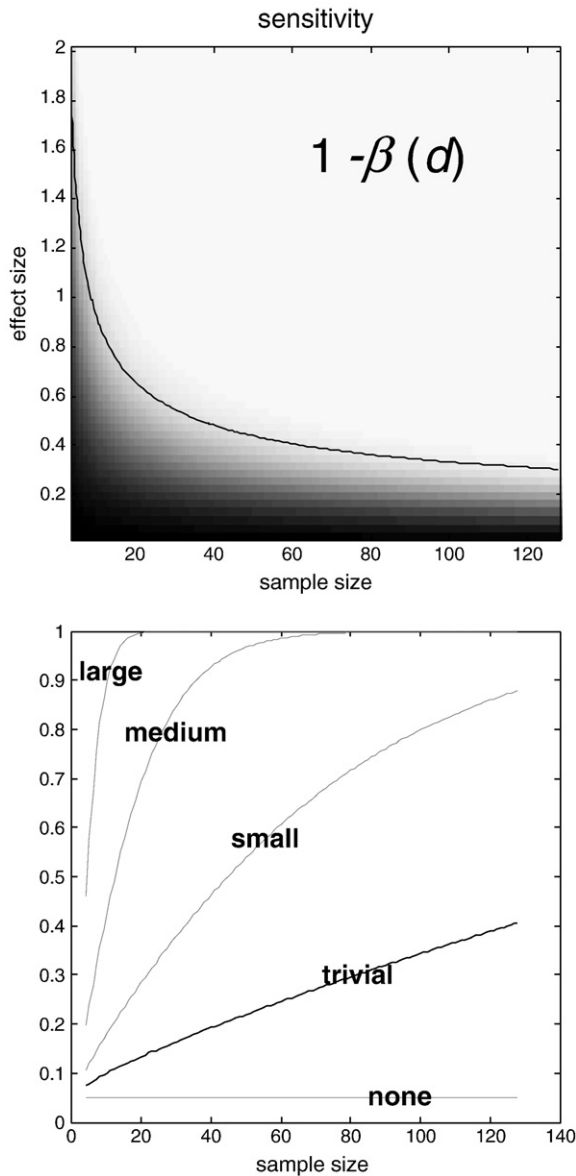 sensitivity
2
1.8
1.6
1.4
1.2
1
0.8
0.6
0.4
0.2
effect size
1 -β (d)
20 40 60 80 100 120
sample size
1
0.9
0.8
0.7
0.6
0.5
0.4
0.3
0.2
0.1
0
large
medium
small
trivial
none
0 20 40 60 80 100 120 140
sample size